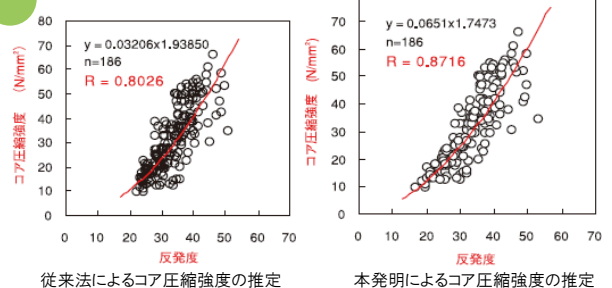 80
70
60
50
40
30
20
10
0
コア圧縮強度 (N/mm²)
y = 0.03206x1.93850
n=186
R = 0.8026
0 10 20 30 40 50 60 70
反発度
従来法によるコア圧縮強度の推定
70
60
50
40
30
20
10
0
コア圧縮強度 (N/mm²)
y = 0.0651x1.7473
n=186
R = 0.8716
0 10 20 30 40 50 60 70
反発度
本発明によるコア圧縮強度の推定